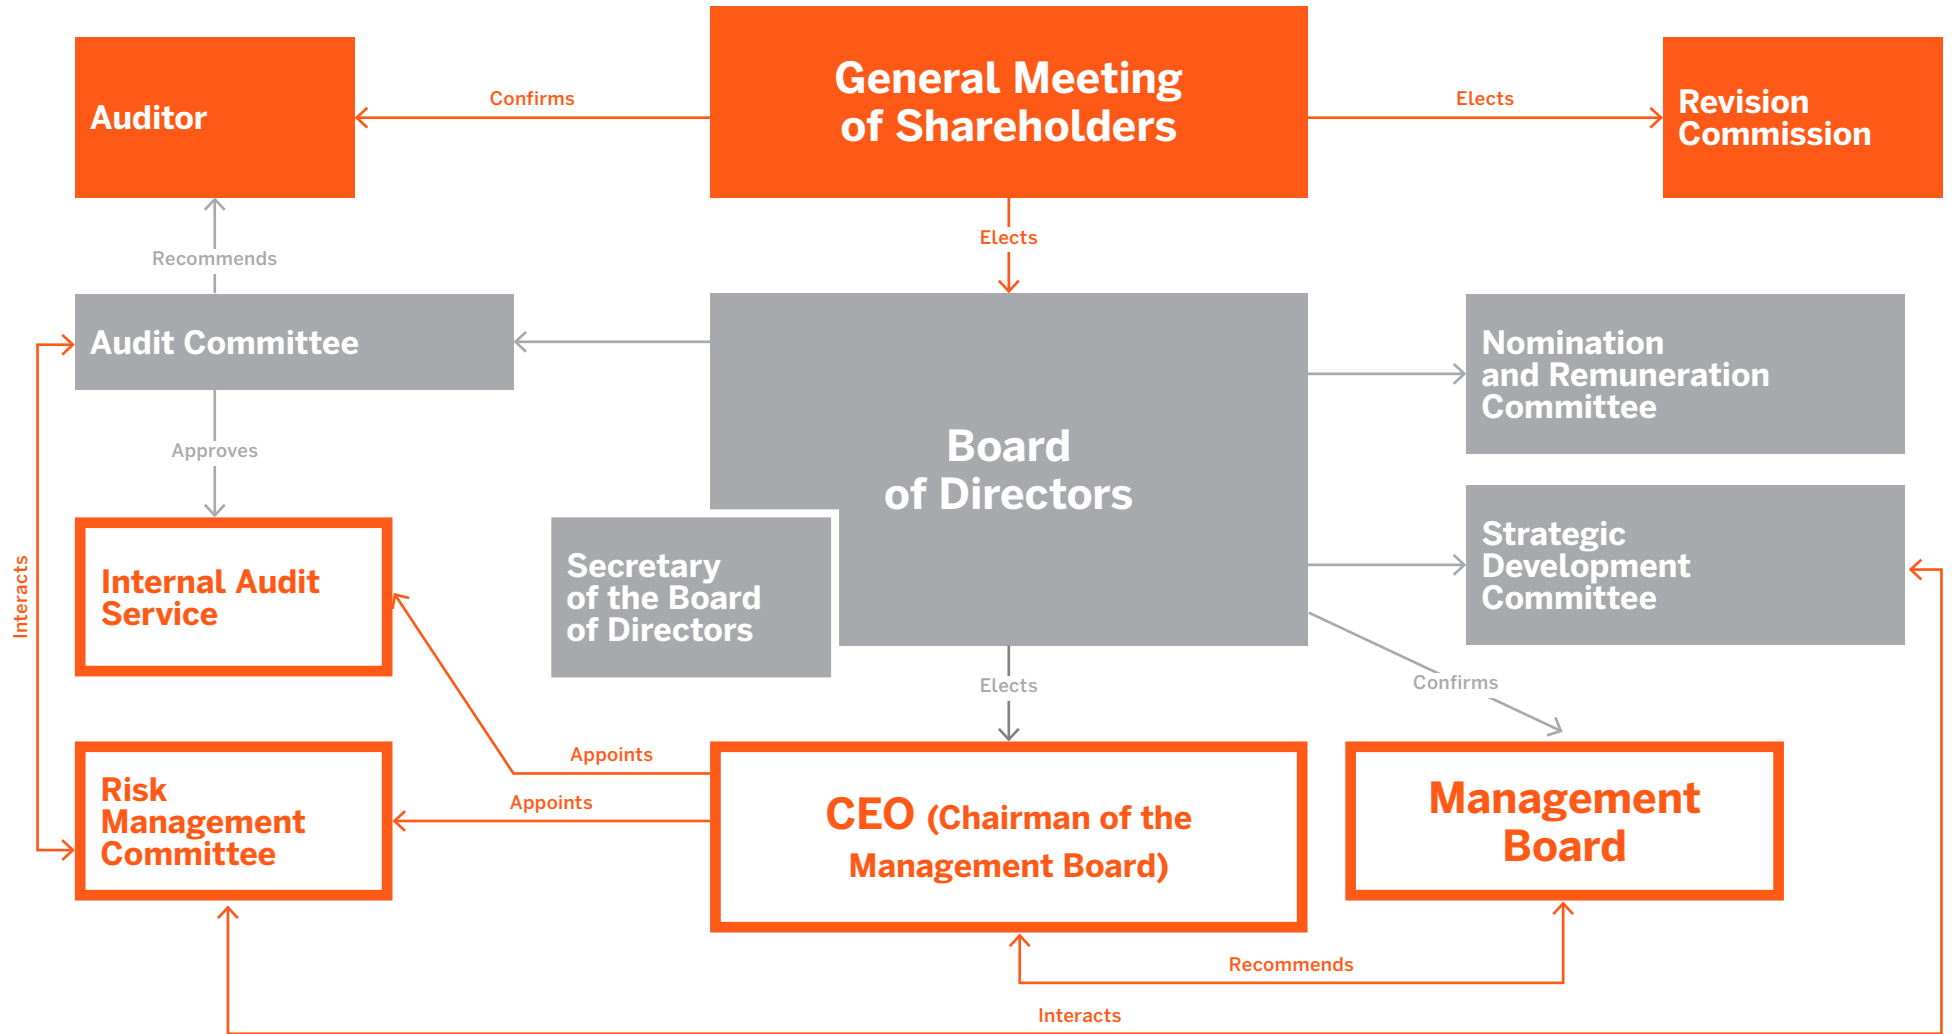 General Meeting
of Shareholders
Auditor
Confirms
Elects
Revision
Commission
Elects
Recommends
Audit Committee
Nomination
and Remuneration
Committee
Board
of Directors
Approves
Strategic
Development
Committee
Secretary
of the Board
of Directors
Internal Audit
Service
Interacts
Elects
Confirms
Appoints
Appoints
Risk
Management
Committee
CEO (Chairman of the
Management Board)
Management
Board
Recommends
Interacts